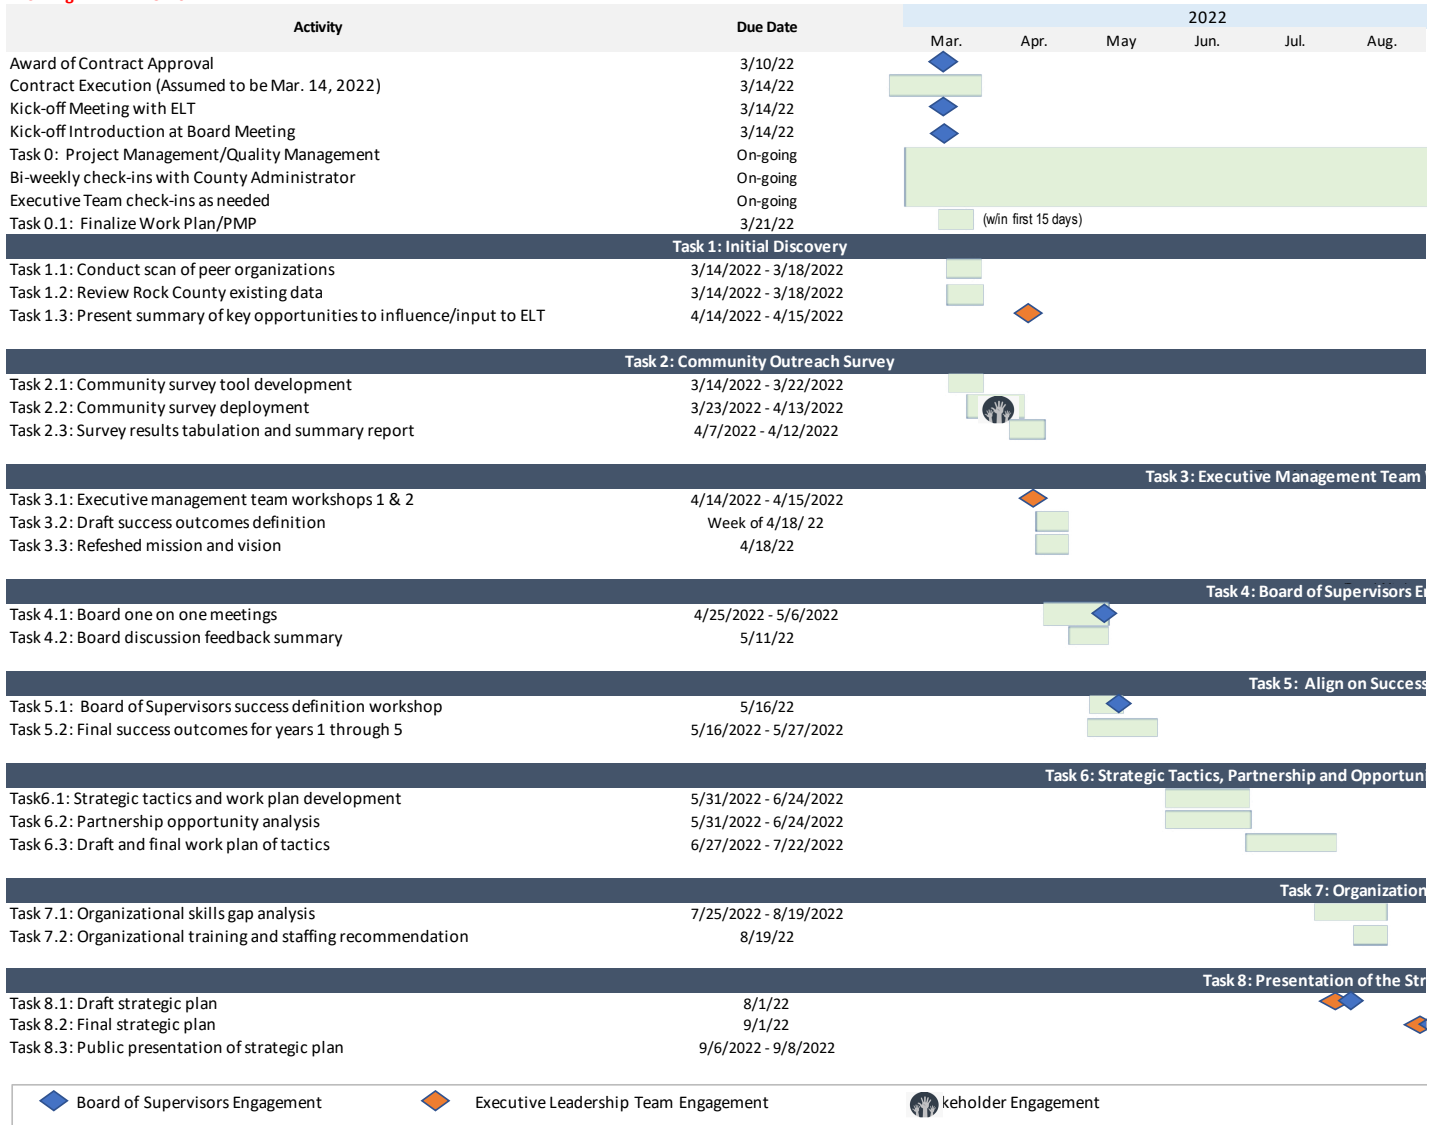 2022
Activity Due Date
Mar. Apr. May Jun. Jul. Aug.
Award of Contract Approval 3/10/22
Contract Execution (Assumed to be Mar. 14, 2022) 3/14/22
Kick-off Meeting with ELT 3/14/22
Kick-off Introduction at Board Meeting 3/14/22
Task 0: Project Management/Quality Management On-going
Bi-weekly check-ins with County Administrator On-going
Executive Team check-ins as needed On-going
Task 0.1: Finalize Work Plan/PMP 3/21/22 (w/in first 15 days)
Task 1: Initial Discovery
Task 1.1: Conduct scan of peer organizations 3/14/2022 - 3/18/2022
Task 1.2: Review Rock County existing data 3/14/2022 - 3/18/2022
Task 1.3: Present summary of key opportunities to influence/input to ELT 4/14/2022 - 4/15/2022
Task 2: Community Outreach Survey
Task 2.1: Community survey tool development 3/14/2022 - 3/22/2022
Task 2.2: Community survey deployment 3/23/2022 - 4/13/2022
Task 2.3: Survey results tabulation and summary report 4/7/2022 - 4/12/2022
Task 3: Executive Management Team
Task 3.1: Executive management team workshops 1 & 2 4/14/2022 - 4/15/2022
Task 3.2: Draft success outcomes definition Week of 4/18/ 22
Task 3.3: Refeshed mission and vision 4/18/22
Task 4: Board of Supervisors
Task 4.1: Board one on one meetings 4/25/2022 - 5/6/2022
Task 4.2: Board discussion feedback summary 5/11/22
Task 5: Align on Success
Task 5.1: Board of Supervisors success definition workshop 5/16/22
Task 5.2: Final success outcomes for years 1 through 5 5/16/2022 - 5/27/2022
Task 6: Strategic Tactics, Partnership and Opportuni
Task6.1: Strategic tactics and work plan development 5/31/2022 - 6/24/2022
Task 6.2: Partnership opportunity analysis 5/31/2022 - 6/24/2022
Task 6.3: Draft and final work plan of tactics 6/27/2022 - 7/22/2022
Task 7: Organization
Task 7.1: Organizational skills gap analysis 7/25/2022 - 8/19/2022
Task 7.2: Organizational training and staffing recommendation 8/19/22
Task 8: Presentation of the Str
Task 8.1: Draft strategic plan 8/1/22
Task 8.2: Final strategic plan 9/1/22
Task 8.3: Public presentation of strategic plan 9/6/2022 - 9/8/2022
Board of Supervisors Engagement Executive Leadership Team Engagement keholder Engagement